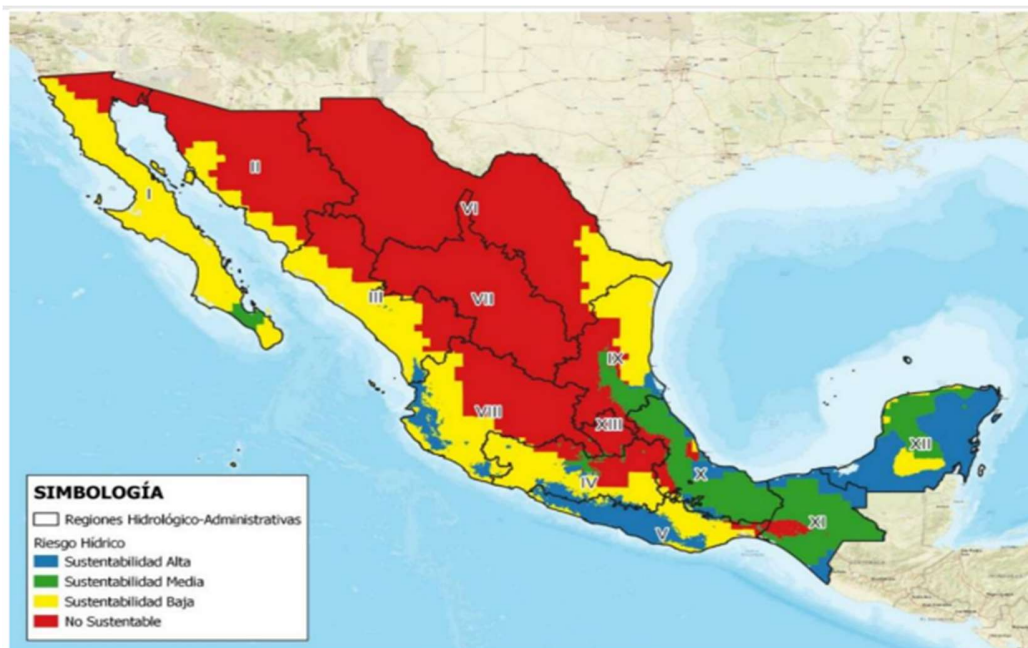 I
II
III
VI
VII
VIII
IX
XIII
IV
V
X
XI
XII
SIMBOLOGÍA
Regiones Hidrológico-Administrativas
Riesgo Hídrico
Sustentabilidad Alta
Sustentabilidad Media
Sustentabilidad Baja
No Sustentable